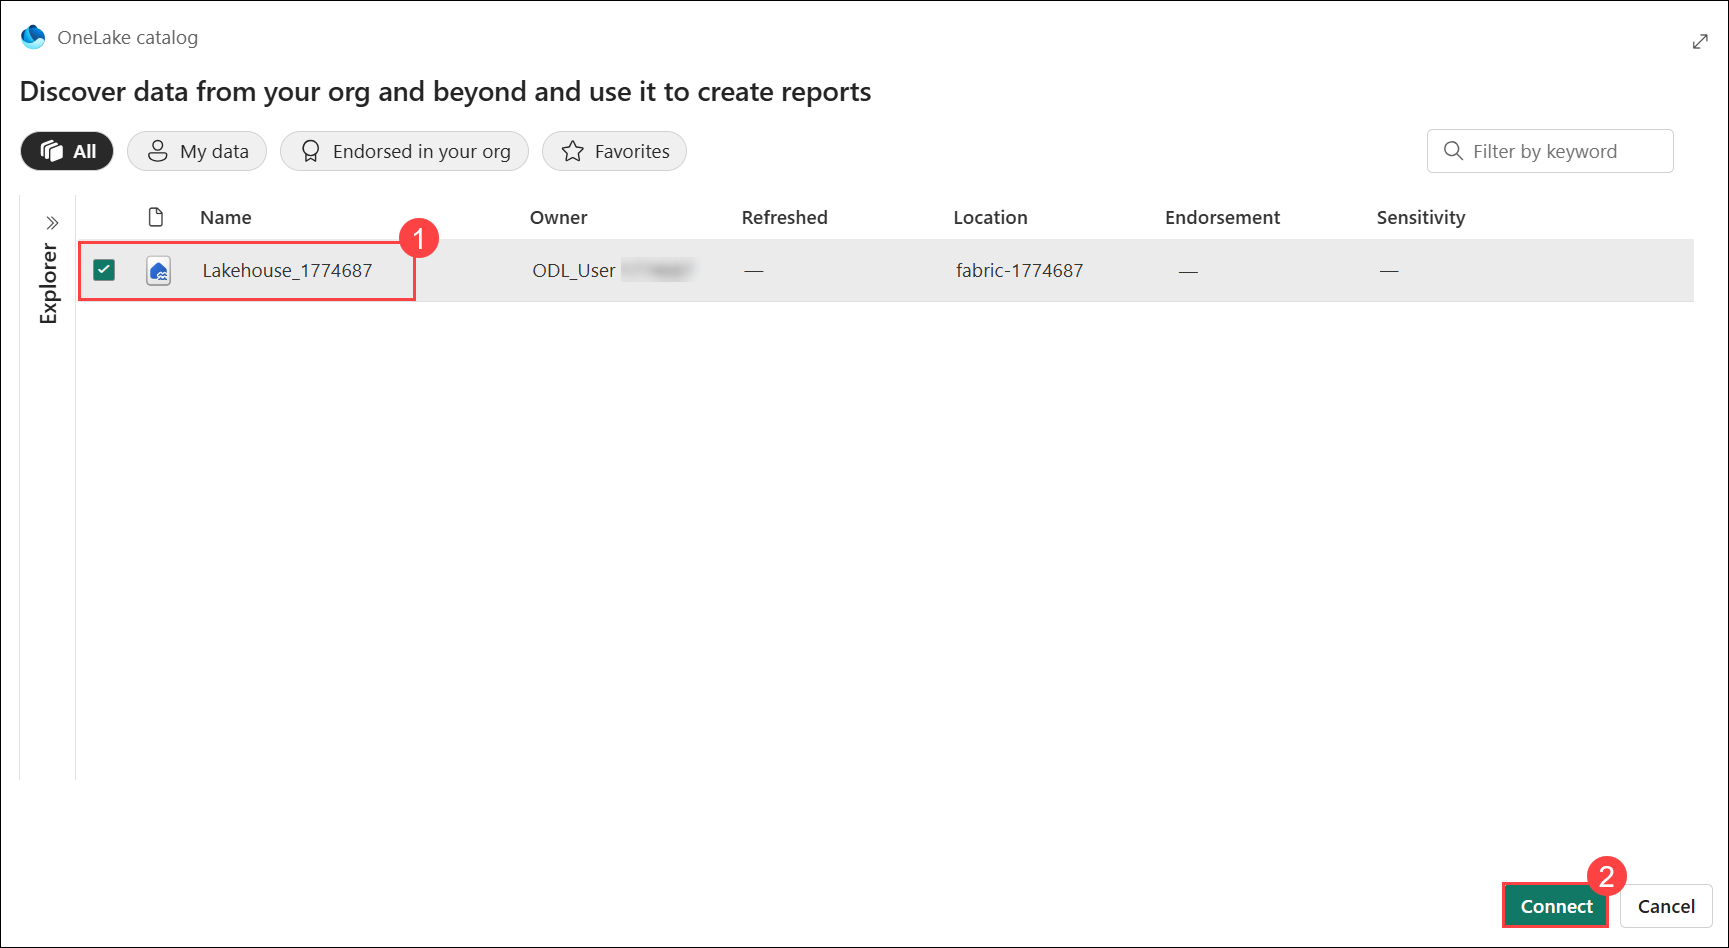 OneLake catalog
Discover data from your org and beyond and use it to create reports
All My data Endorsed in your org Favorites Filter by keyword
Explorer
Name Owner Refreshed Location Endorsement Sensitivity
1
Lakehouse_1774687 ODL_User — fabric-1774687 — —
2
Connect Cancel